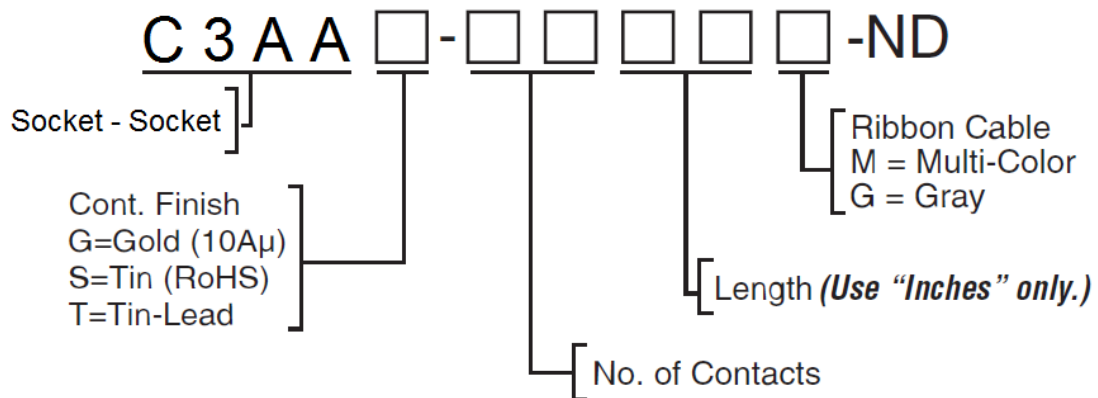 C 3 A A □ - □ □ □ □ □ -ND
Socket - Socket
Ribbon Cable
M = Multi-Color
G = Gray
Cont. Finish
G=Gold (10Aµ)
S=Tin (RoHS)
T=Tin-Lead
Length (Use “Inches” only.)
No. of Contacts